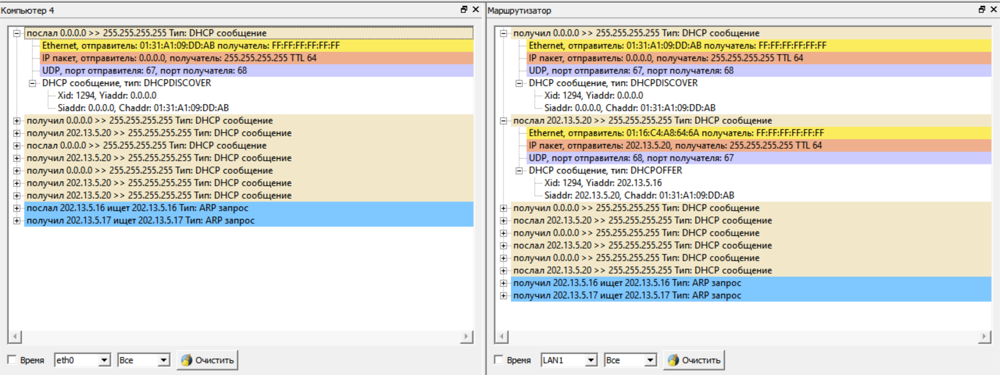 Компьютер 4
послал 0.0.0.0 >> 255.255.255.255 Тип: DHCP сообщение
Ethernet, отправитель: 01:31:A1:09:DD:AB получатель: FF:FF:FF:FF:FF:FF
IP пакет, отправитель: 0.0.0.0, получатель: 255.255.255.255 TTL 64
UDP, порт отправителя: 67, порт получателя: 68
DHCP сообщение, тип: DHCPDISCOVER
Xid: 1294, Yiaddr: 0.0.0.0
Siaddr: 0.0.0.0, Chaddr: 01:31:A1:09:DD:AB
получил 0.0.0.0 >> 255.255.255.255 Тип: DHCP сообщение
получил 202.13.5.20 >> 255.255.255.255 Тип: DHCP сообщение
послал 0.0.0.0 >> 255.255.255.255 Тип: DHCP сообщение
получил 202.13.5.20 >> 255.255.255.255 Тип: DHCP сообщение
получил 0.0.0.0 >> 255.255.255.255 Тип: DHCP сообщение
получил 202.13.5.20 >> 255.255.255.255 Тип: DHCP сообщение
получил 202.13.5.20 >> 255.255.255.255 Тип: DHCP сообщение
послал 202.13.5.16 ищет 202.13.5.16 Тип: ARP запрос
получил 202.13.5.17 ищет 202.13.5.17 Тип: ARP запрос
Время eth0 Все Очистить
Маршрутизатор
получил 0.0.0.0 >> 255.255.255.255 Тип: DHCP сообщение
Ethernet, отправитель: 01:31:A1:09:DD:AB получатель: FF:FF:FF:FF:FF:FF
IP пакет, отправитель: 0.0.0.0, получатель: 255.255.255.255 TTL 64
UDP, порт отправителя: 67, порт получателя: 68
DHCP сообщение, тип: DHCPDISCOVER
Xid: 1294, Yiaddr: 0.0.0.0
Siaddr: 0.0.0.0, Chaddr: 01:31:A1:09:DD:AB
послал 202.13.5.20 >> 255.255.255.255 Тип: DHCP сообщение
Ethernet, отправитель: 01:16:C4:A8:64:6A получатель: FF:FF:FF:FF:FF:FF
IP пакет, отправитель: 202.13.5.20, получатель: 255.255.255.255 TTL 64
UDP, порт отправителя: 68, порт получателя: 67
DHCP сообщение, тип: DHCPOFFER
Xid: 1294, Yiaddr: 202.13.5.16
Siaddr: 202.13.5.20, Chaddr: 01:31:A1:09:DD:AB
получил 0.0.0.0 >> 255.255.255.255 Тип: DHCP сообщение
послал 202.13.5.20 >> 255.255.255.255 Тип: DHCP сообщение
получил 0.0.0.0 >> 255.255.255.255 Тип: DHCP сообщение
послал 202.13.5.20 >> 255.255.255.255 Тип: DHCP сообщение
получил 0.0.0.0 >> 255.255.255.255 Тип: DHCP сообщение
послал 202.13.5.20 >> 255.255.255.255 Тип: DHCP сообщение
получил 202.13.5.16 ищет 202.13.5.16 Тип: ARP запрос
получил 202.13.5.17 ищет 202.13.5.17 Тип: ARP запрос
Время LAN1 Все Очистить